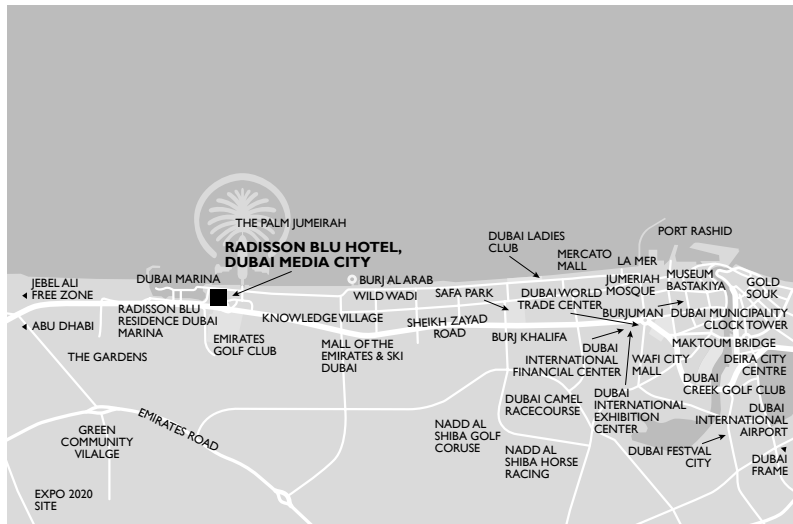 PORT RASHID
THE PALM JUMEIRAH
DUBAI LADIES
CLUB
RADISSON BLU HOTEL,
DUBAI MEDIA CITY
MERCATO
MALL
LA MER
JUMERIAH
MOSQUE
MUSEUM
BASTAKIYA
GOLD
SOUK
DUBAI MARINA
BURJ AL ARAB
JEBEL ALI
FREE ZONE
WILD WADI
SAFA PARK
DUBAI WORLD
TRADE CENTER
BURJUMAN
DUBAI MUNICIPALITY
CLOCK TOWER
RADISSON BLU
RESIDENCE DUBAI
MARINA
KNOWLEDGE VILLAGE
SHEIKH ZAYAD
ROAD
ABU DHABI
EMIRATES
GOLF CLUB
MALL OF THE
EMIRATES & SKI
DUBAI
BURJ KHALIFA
MAKTOUM BRIDGE
THE GARDENS
DUBAI
INTERNATIONAL
FINANCIAL CENTER
WAFI CITY
MALL
DEIRA CITY
CENTRE
DUBAI
CREEK GOLF CLUB
DUBAI CAMEL
RACECOURSE
DUBAI
INTERNATIONAL
EXHIBITION
CENTER
DUBAI
INTERNATIONAL
AIRPORT
EMIRATES ROAD
GREEN
COMMUNITY
VILALGE
NADD AL
SHIBA GOLF
CORUSE
NADD AL
SHIBA HORSE
RACING
DUBAI FESTVAL
CITY
DUBAI
FRAME
EXPO 2020
SITE